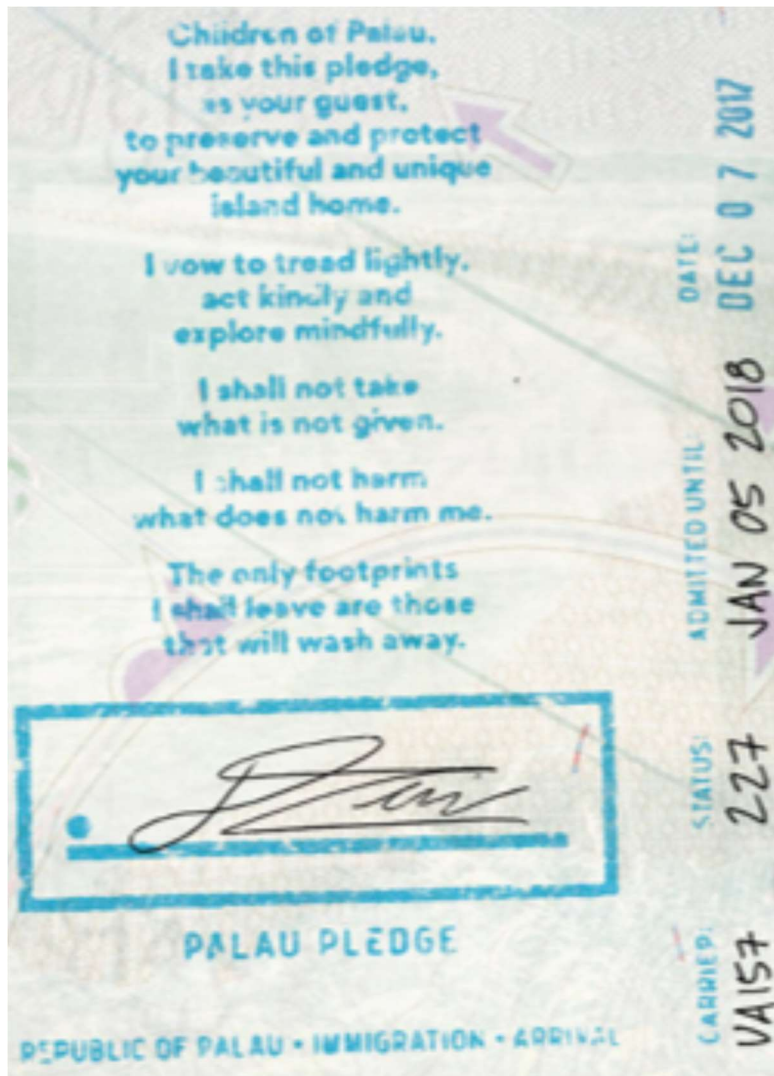 Children of Palau.
I take this pledge,
as your guest.
to preserve and protect
your beautiful and unique
island home.
I vow to tread lightly.
act kindly and
explore mindfully.
I shall not take
what is not given.
I shall not harm
what does not harm me.
The only footprints
I shall leave are those
that will wash away.
PALAU PLEDGE
REPUBLIC OF PALAU • IMMIGRATION • ARRIVAL
CARRIER: VA157
STATUS: 227
ADMITTED UNTIL: JAN 05 2018
DATE: DEC 07 2017